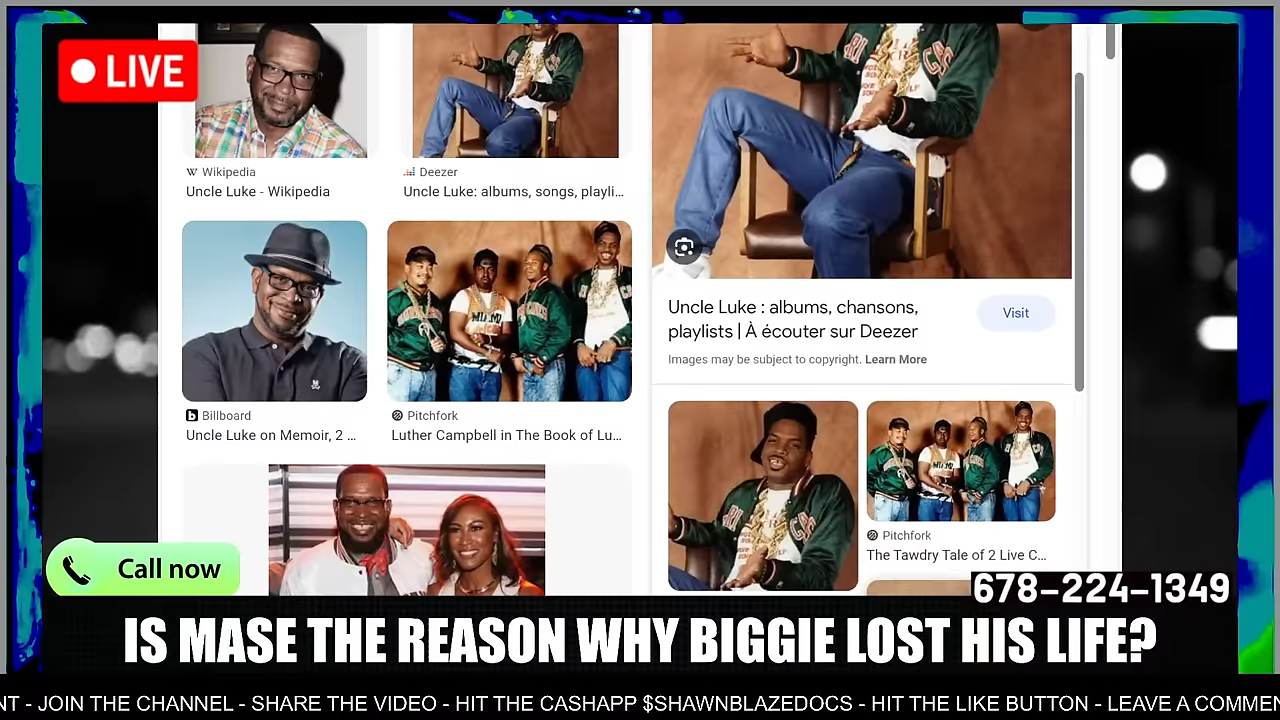 LIVE
Wikipedia
Uncle Luke - Wikipedia
Deezer
Uncle Luke: albums, songs, playli...
Billboard
Uncle Luke on Memoir, 2 ...
Pitchfork
Luther Campbell in The Book of Lu...
MIAMI
Uncle Luke : albums, chansons,
playlists | À écouter sur Deezer
Visit
Images may be subject to copyright. Learn More
MIAMI
Pitchfork
The Tawdry Tale of 2 Live C...
Call now
678-224-1349
IS MASE THE REASON WHY BIGGIE LOST HIS LIFE?
NT - JOIN THE CHANNEL - SHARE THE VIDEO - HIT THE CASHAPP $SHAWNBLAZEDOCS - HIT THE LIKE BUTTON - LEAVE A COMMEN